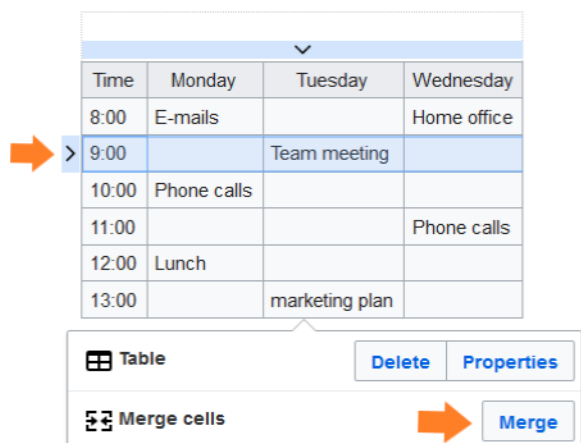 Time Monday Tuesday Wednesday
8:00 E-mails Home office
9:00 Team meeting
10:00 Phone calls
11:00 Phone calls
12:00 Lunch
13:00 marketing plan
Table Delete Properties
Merge cells Merge